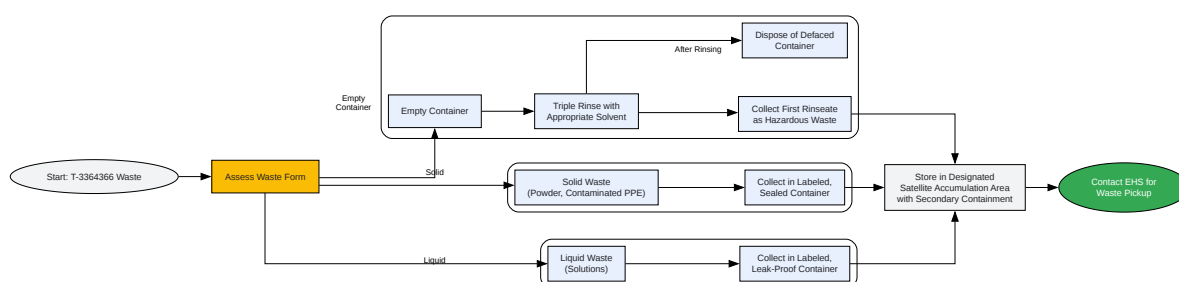 Dispose of Defaced
Container
After Rinsing
Empty
Container
Empty Container
Triple Rinse with
Appropriate Solvent
Collect First Rinseate
as Hazardous Waste
Start: T-3364366 Waste
Assess Waste Form
Solid
Solid Waste
(Powder, Contaminated PPE)
Collect in Labeled,
Sealed Container
Store in Designated
Satellite Accumulation Area
with Secondary Containment
Contact EHS for
Waste Pickup
Liquid
Liquid Waste
(Solutions)
Collect in Labeled,
Leak-Proof Container